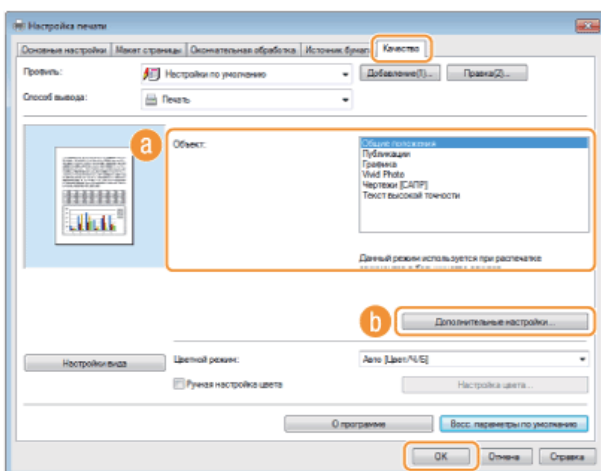 Настройка печати
Основные настройки Макет страницы Окончательная обработка Источник бумаги Качество
Профиль: Настройки по умолчанию Добавление(1)... Правка(2)...
Способ вывода: Печать
a
Объект:
Общие положения
Публикации
Графика
Vivid Photo
Чертежи [САПР]
Текст высокой точности
Данный режим используется при распечатке
b
Дополнительные настройки...
Настройки вида
Цветной режим: Авто [Цвет/Ч/Б]
Ручная настройка цвета Настройка цвета...
О программе Восс. параметры по умолчанию
OK Отмена Справка